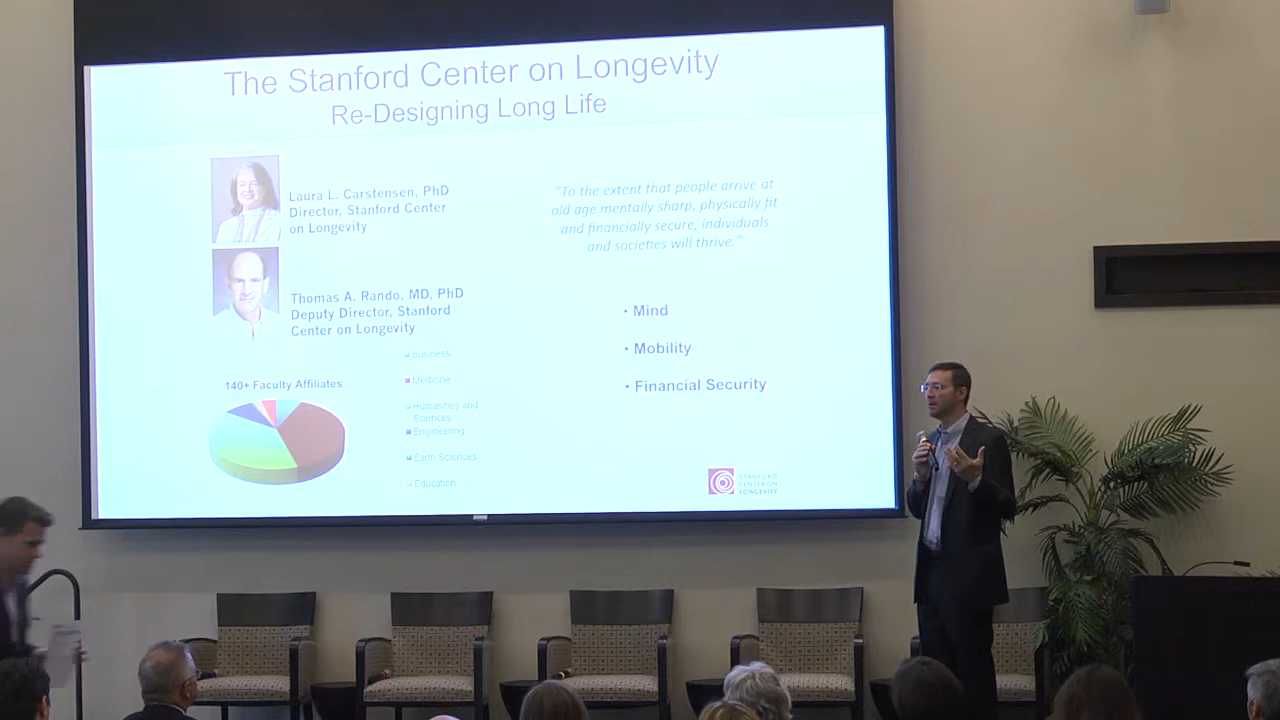 The Stanford Center on Longevity
Re-Designing Long Life
Laura L. Carstensen, PhD
Director, Stanford Center
on Longevity
"To the extent that people arrive at
old age mentally sharp, physically fit
and financially secure, individuals
and societies will thrive."
Thomas A. Rando, MD, PhD
Deputy Director, Stanford
Center on Longevity
• Mind
• Mobility
• Financial Security
140+ Faculty Affiliates
Business
Medicine
Humanities and
Sciences
Engineering
Earth Sciences
Education
STANFORD
CENTER ON
LONGEVITY